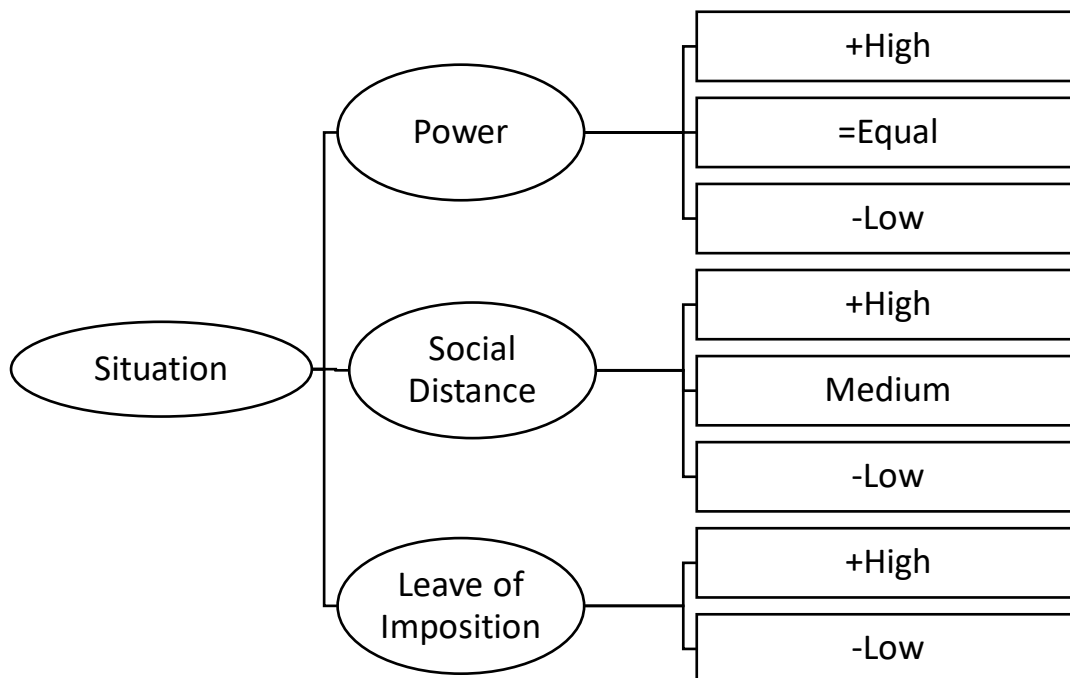 Situation
Power
+High
=Equal
-Low
Social
Distance
+High
Medium
-Low
Leave of
Imposition
+High
-Low